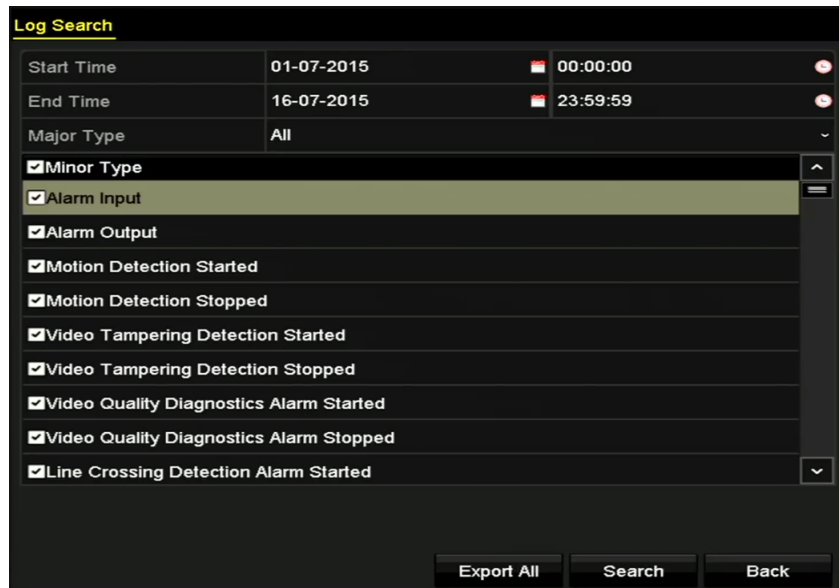 Log Search
Start Time 01-07-2015 00:00:00
End Time 16-07-2015 23:59:59
Major Type All
Minor Type
Alarm Input
Alarm Output
Motion Detection Started
Motion Detection Stopped
Video Tampering Detection Started
Video Tampering Detection Stopped
Video Quality Diagnostics Alarm Started
Video Quality Diagnostics Alarm Stopped
Line Crossing Detection Alarm Started
Export All Search Back